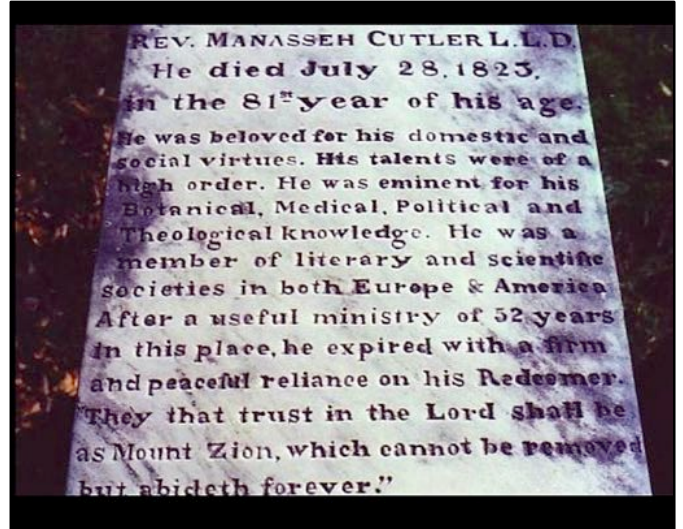 REV. MANASSEH CUTLER L.L.D.
He died July 28, 1823,
in the 81st year of his age.
He was beloved for his domestic and
social virtues. His talents were of a
high order. He was eminent for his
Botanical, Medical, Political and
Theological knowledge. He was a
member of literary and scientific
societies in both Europe & America
After a useful ministry of 52 years
in this place, he expired with a firm
and peaceful reliance on his Redeemer.
"They that trust in the Lord shall be
as Mount Zion, which cannot be removed
but abideth forever."